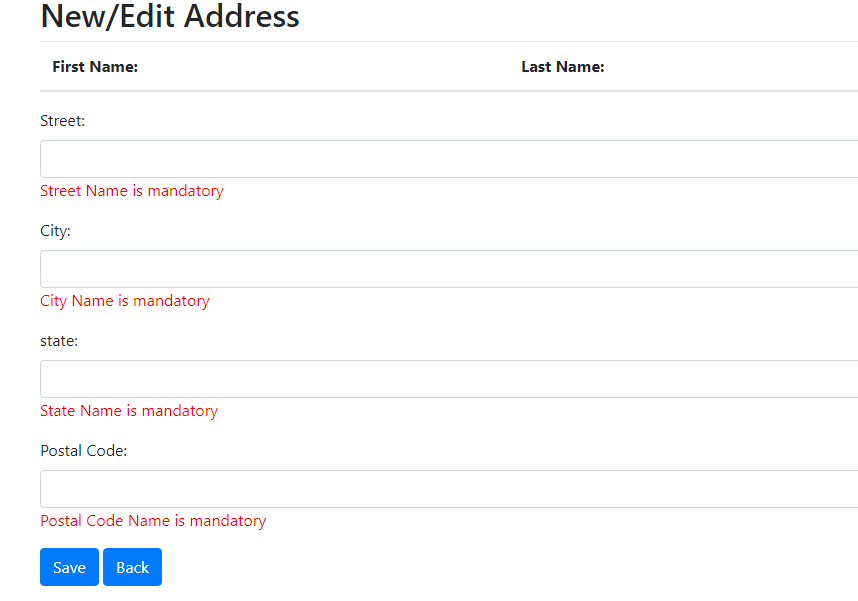 New/Edit Address
First Name: Last Name:
Street:
Street Name is mandatory
City:
City Name is mandatory
state:
State Name is mandatory
Postal Code:
Postal Code Name is mandatory
Save Back